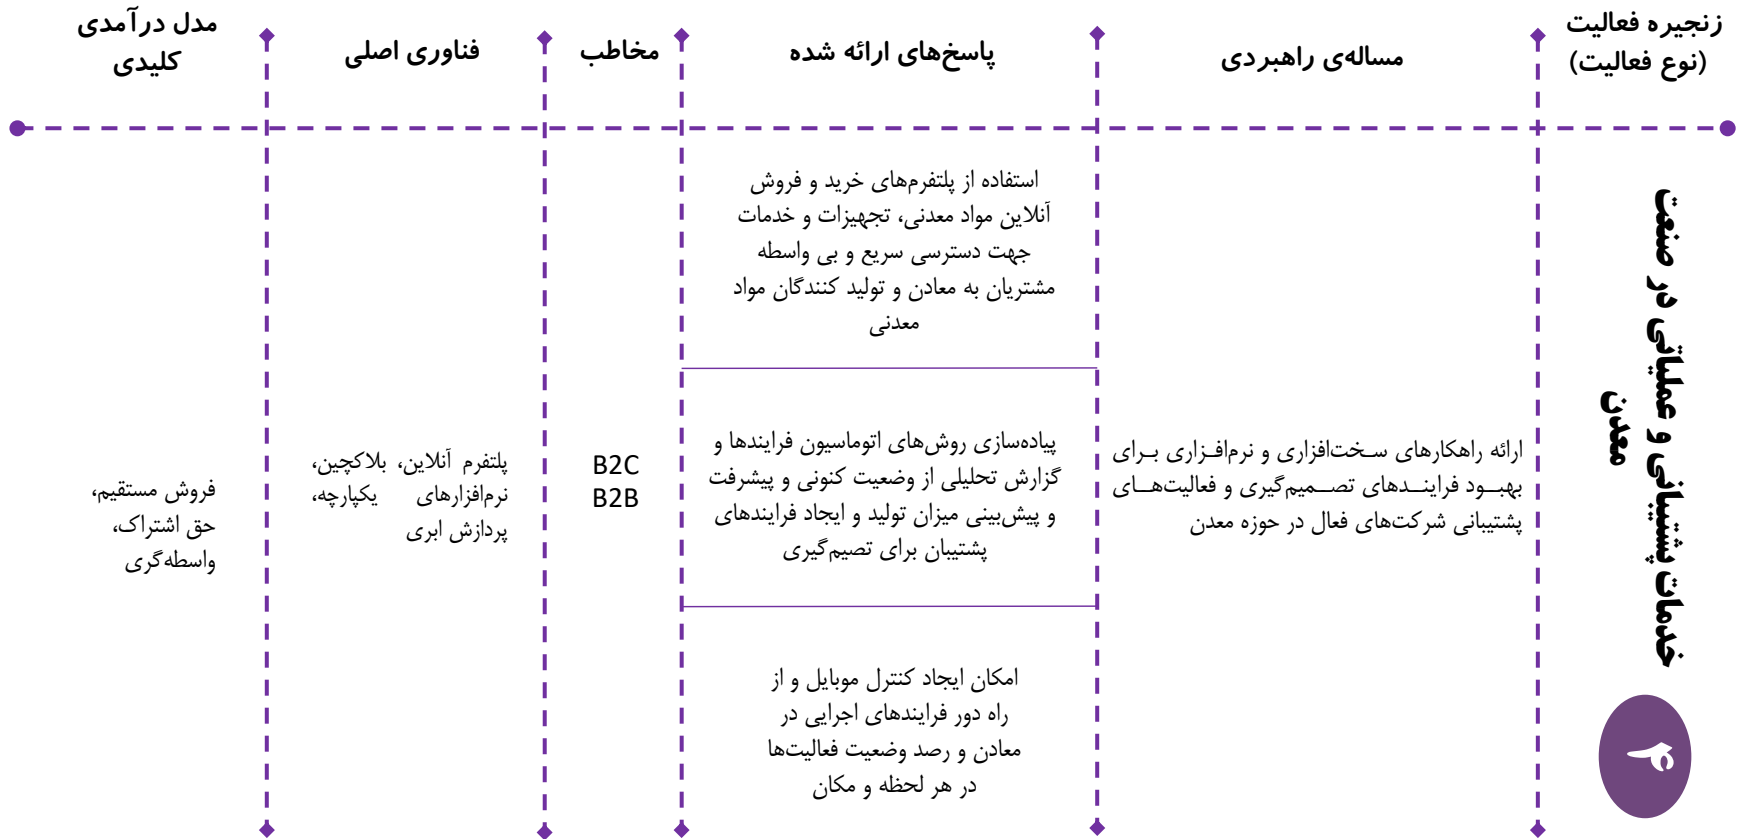 زنجیره فعالیت
(نوع فعالیت)
مساله‌ی راهبردی
پاسخ‌های ارائه شده
مخاطب
فناوری اصلی
مدل درآمدی
کلیدی
خدمات پشتیبانی و عملیاتی در صنعت
معدن
۴
ارائه راهکارهای سخت‌افزاری و نرم‌افزاری برای
بهبود فرایندهای تصمیم‌گیری و فعالیت‌های
پشتیبانی شرکت‌های فعال در حوزه معدن
استفاده از پلتفرم‌های خرید و فروش
آنلاین مواد معدنی، تجهیزات و خدمات
جهت دسترسی سریع و بی واسطه
مشتریان به معادن و تولید کنندگان مواد
معدنی
پیاده‌سازی روش‌های اتوماسیون فرایندها و
گزارش تحلیلی از وضعیت کنونی و پیشرفت
و پیش‌بینی میزان تولید و ایجاد فرایندهای
پشتیبان برای تصیم‌گیری
امکان ایجاد کنترل موبایل و از
راه دور فرایندهای اجرایی در
معادن و رصد وضعیت فعالیت‌ها
در هر لحظه و مکان
B2C
B2B
پلتفرم آنلاین، بلاکچین،
نرم‌افزارهای یکپارچه،
پردازش ابری
فروش مستقیم،
حق اشتراک،
واسطه‌گری